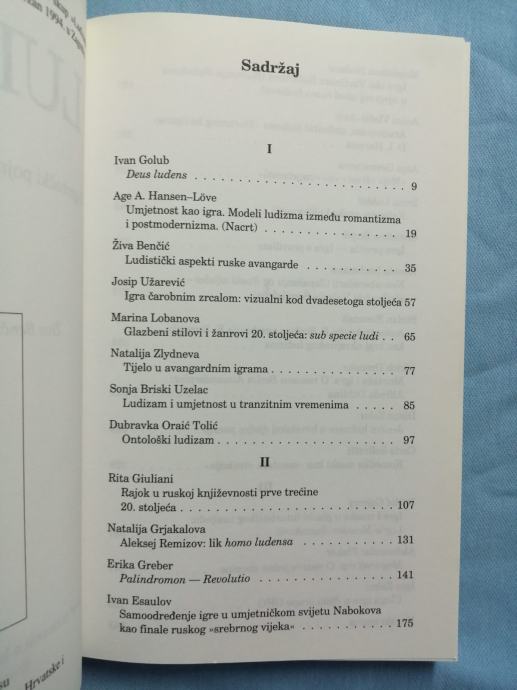 Sadržaj
I
Ivan Golub
Deus ludens . . . . . . . . . . . . . . . . . . . . . . . . . . . 9
Age A. Hansen–Löve
Umjetnost kao igra. Modeli ludizma između romantizma
i postmodernizma. (Nacrt) . . . . . . . . . . . . . . . . . 19
Živa Benčić
Ludistički aspekti ruske avangarde . . . . . . . . . . . . 35
Josip Užarević
Igra čarobnim zrcalom: vizualni kod dvadesetoga stoljeća 57
Marina Lobanova
Glazbeni stilovi i žanrovi 20. stoljeća: sub specie ludi . . 65
Natalija Zlydneva
Tijelo u avangardnim igrama . . . . . . . . . . . . . . . . 77
Sonja Briski Uzelac
Ludizam i umjetnost u tranzitnim vremenima . . . . . 85
Dubravka Oraić Tolić
Ontološki ludizam . . . . . . . . . . . . . . . . . . . . . . 97
II
Rita Giuliani
Rajok u ruskoj književnosti prve trećine
20. stoljeća . . . . . . . . . . . . . . . . . . . . . . . . . . . 107
Natalija Grjakalova
Aleksej Remizov: lik homo ludensa . . . . . . . . . . . . 131
Erika Greber
Palindromon — Revolutio . . . . . . . . . . . . . . . . . . 141
Ivan Esaulov
Samoodređenje igre u umjetničkom svijetu Nabokova
kao finale ruskog »srebrnog vijeka« . . . . . . . . . . . 175
1994. u
LU
Hrvatske i